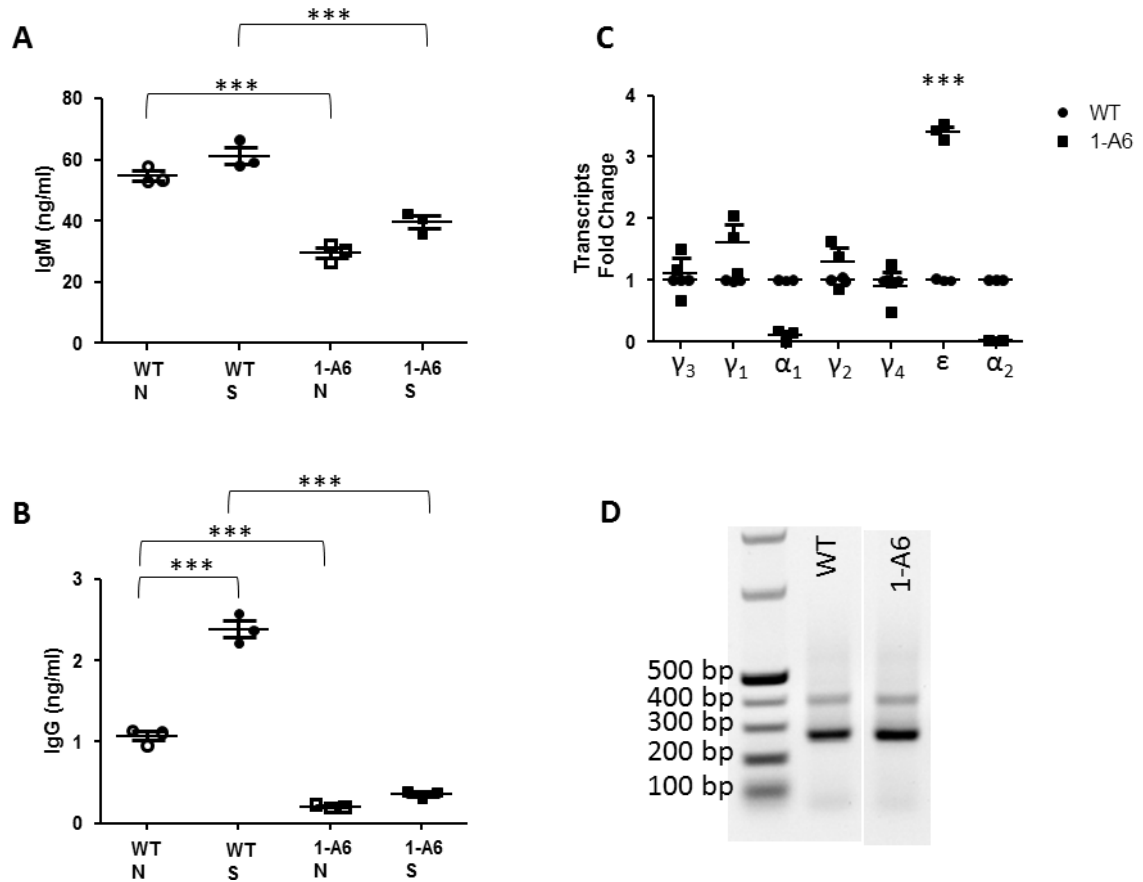 A
***
***
80
60
40
20
0
IgM (ng/ml)
WT WT 1-A6 1-A6
N S N S
C
***
4
3
2
1
0
Transcripts
Fold Change
γ3 γ1 α1 γ2 γ4 ε α2
WT
1-A6
B
***
***
***
3
2
1
0
IgG (ng/ml)
WT WT 1-A6 1-A6
N S N S
D
WT 1-A6
500 bp
400 bp
300 bp
200 bp
100 bp